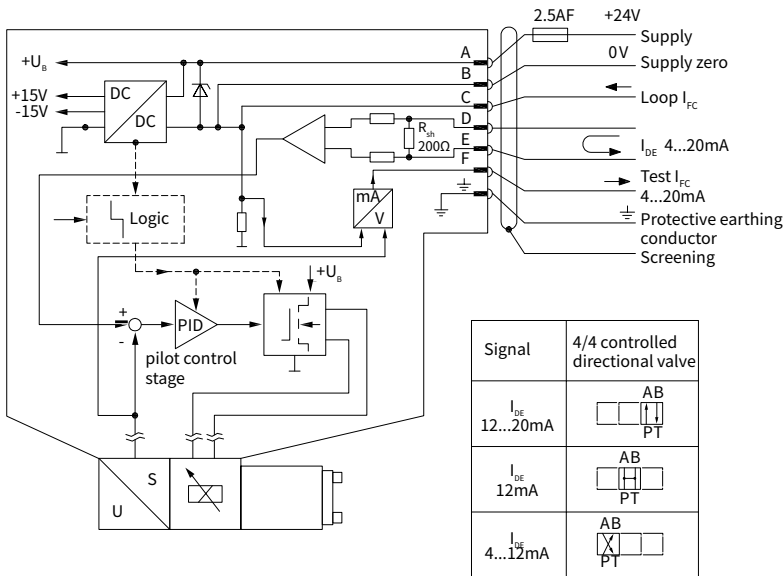 2.5AF +24V
Supply
0V
Supply zero
Loop I_FC
I_DE 4...20mA
Test I_FC
4...20mA
Protective earthing
conductor
Screening
A
B
C
D
E
F
+U_B
+15V
-15V
DC
DC
R_sh
200Ω
mA
V
Logic
+U_B
+
-
PID
pilot control
stage
S
U
Signal
4/4 controlled
directional valve
I_DE
12...20mA
AB
PT
I_DE
12mA
AB
PT
I_DE
4...12mA
AB
PT